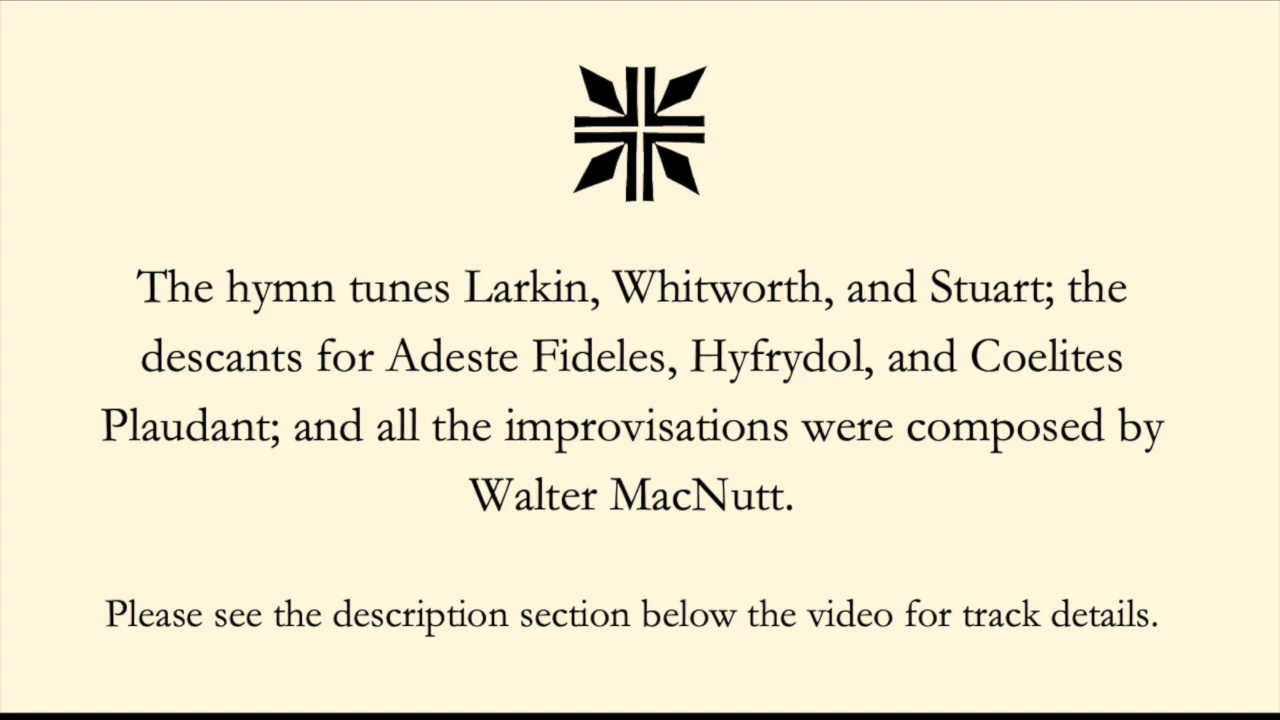 The hymn tunes Larkin, Whitworth, and Stuart; the
descants for Adeste Fideles, Hyfrydol, and Coelites
Plaudant; and all the improvisations were composed by
Walter MacNutt.
Please see the description section below the video for track details.